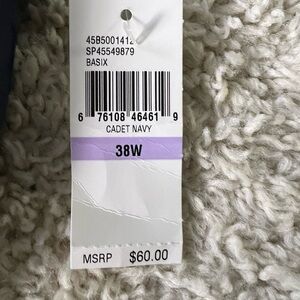 45B5001412
SP45549879
BASIX
6 76108 46461 9
CADET NAVY
38W
MSRP $60.00